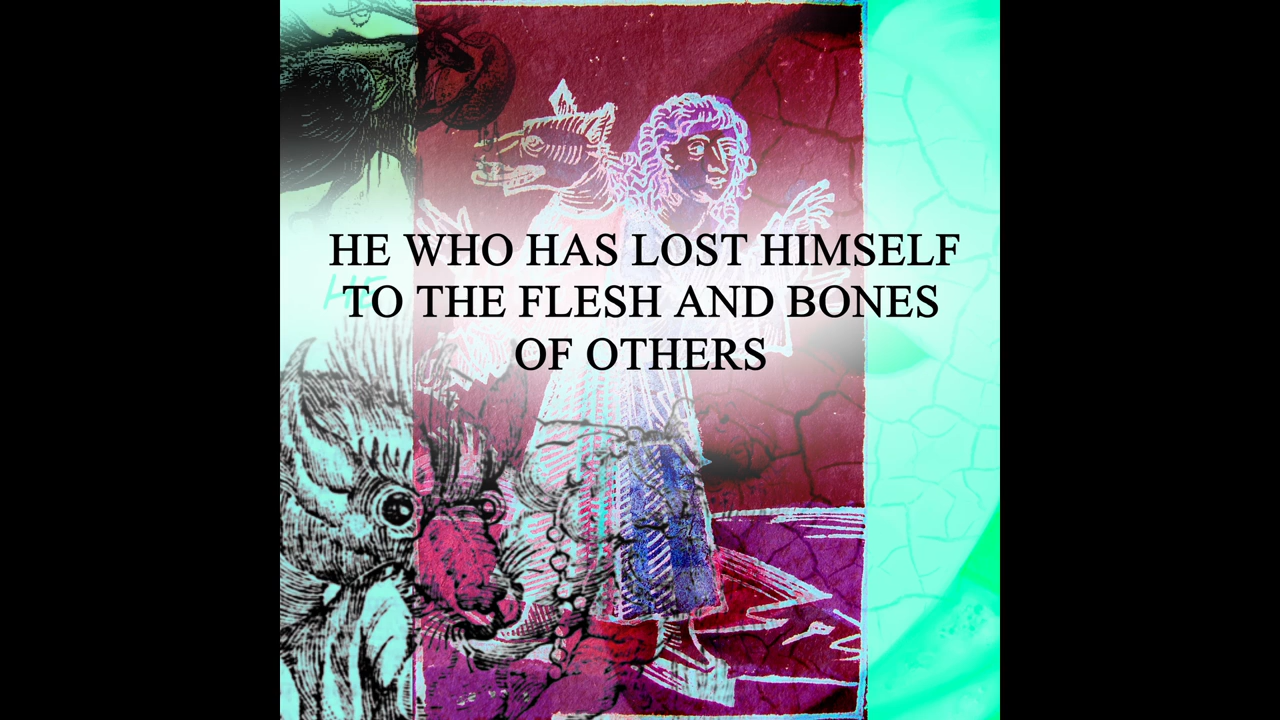 HE WHO HAS LOST HIMSELF
TO THE FLESH AND BONES
OF OTHERS